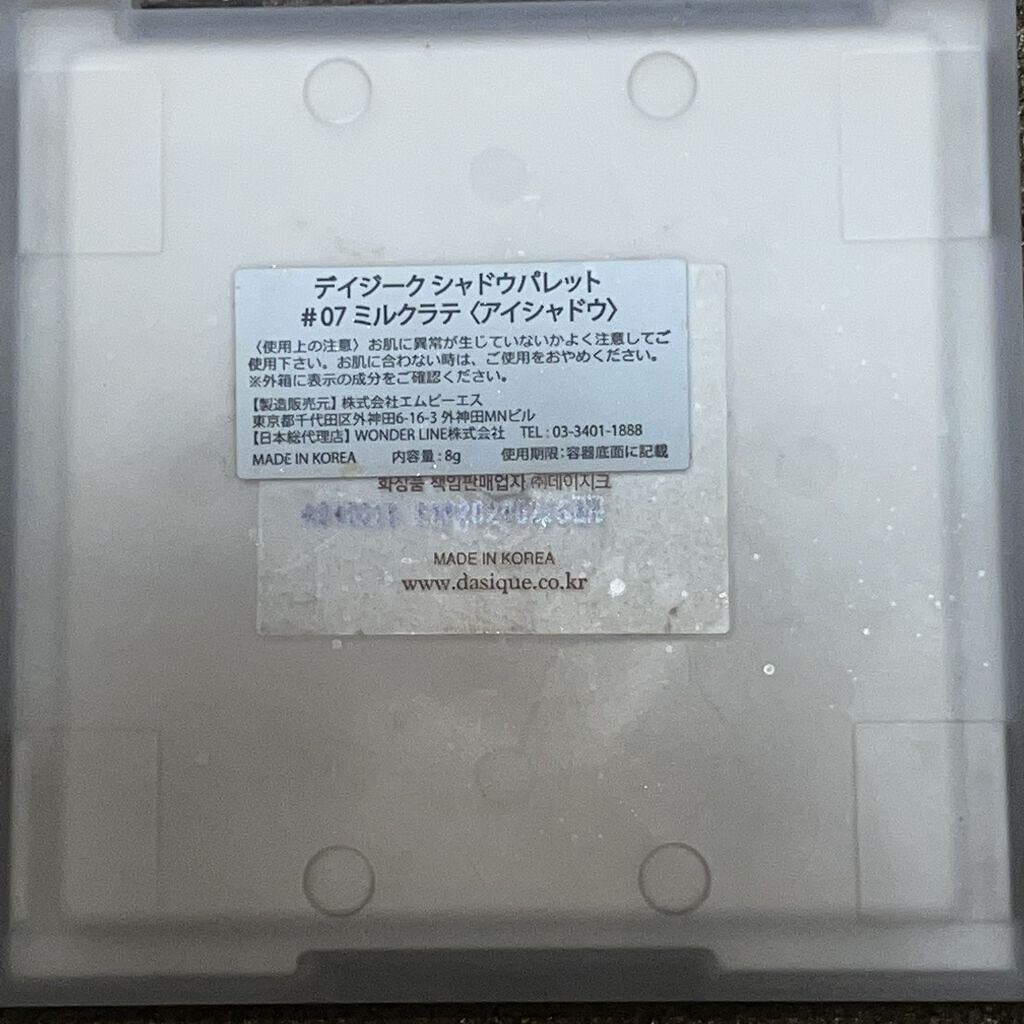 デイジーク シャドウパレット
#07 ミルクラテ〈アイシャドウ〉
〈使用上の注意〉お肌に異常が生じていないかよく注意してご
使用下さい。お肌に合わない時は、ご使用をおやめください。
※外箱に表示の成分をご確認ください。
【製造販売元】株式会社エムビーエス
東京都千代田区外神田6-16-3 外神田MNビル
【日本総代理店】WONDER LINE株式会社 TEL : 03-3401-1888
MADE IN KOREA 内容量 : 8g 使用期限 : 容器底面に記載
화장품 책임판매업자 ㈜데이지크
MADE IN KOREA
www.dasique.co.kr